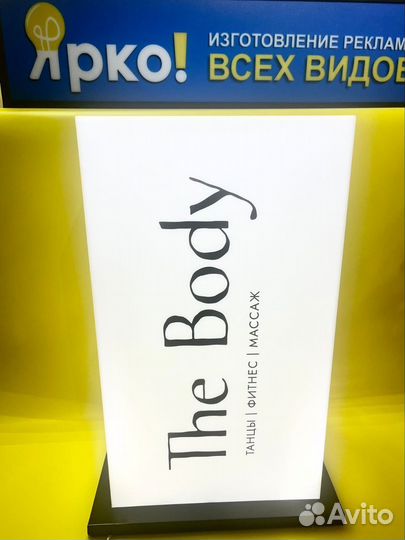 Ярко!
ИЗГОТОВЛЕНИЕ РЕКЛАМ
ВСЕХ ВИДОВ
The Body
ТАНЦЫ | ФИТНЕС | МАССАЖ
Avito